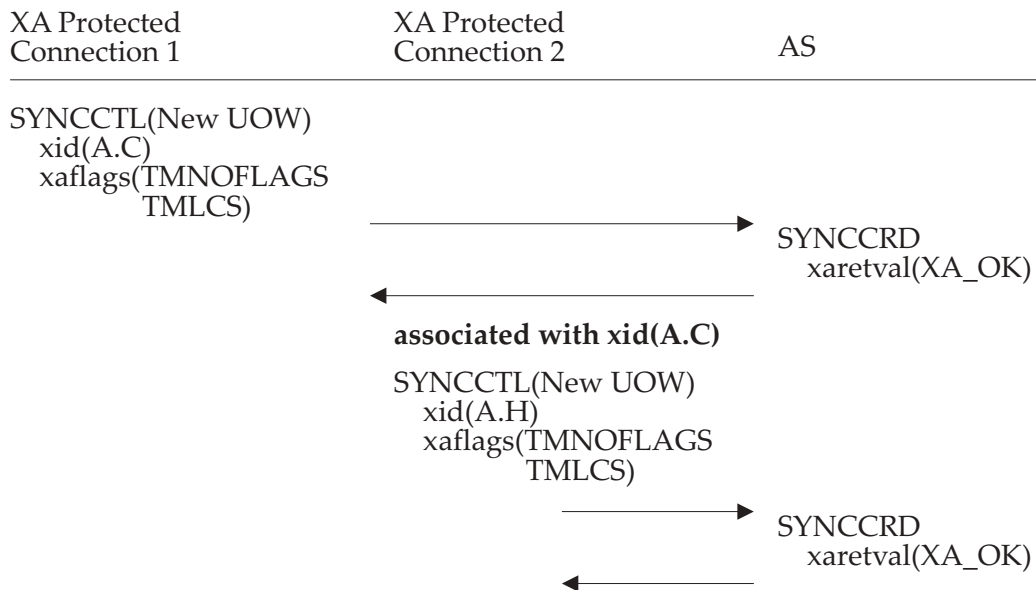 XA Protected
Connection 1
XA Protected
Connection 2
AS
SYNCCTL(New UOW)
xid(A.C)
xaflags(TMNOFLAGS
TMLCS)
SYNCCRD
xaretval(XA_OK)
associated with xid(A.C)
SYNCCTL(New UOW)
xid(A.H)
xaflags(TMNOFLAGS
TMLCS)
SYNCCRD
xaretval(XA_OK)